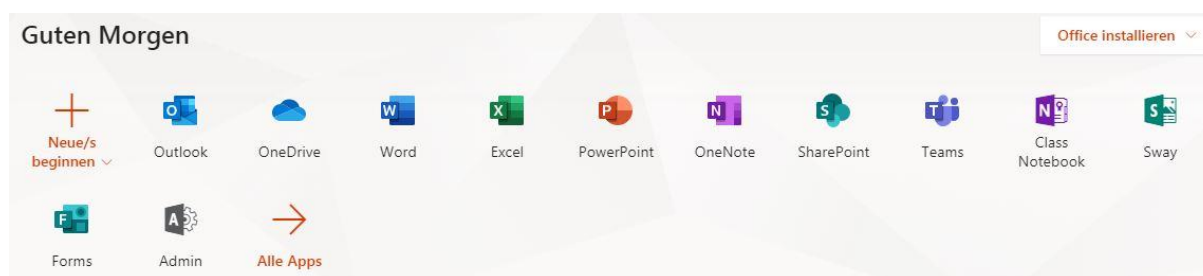 Guten Morgen
Office installieren
Neue/s
beginnen
Outlook
OneDrive
Word
Excel
PowerPoint
OneNote
SharePoint
Teams
Class
Notebook
Sway
Forms
Admin
Alle Apps